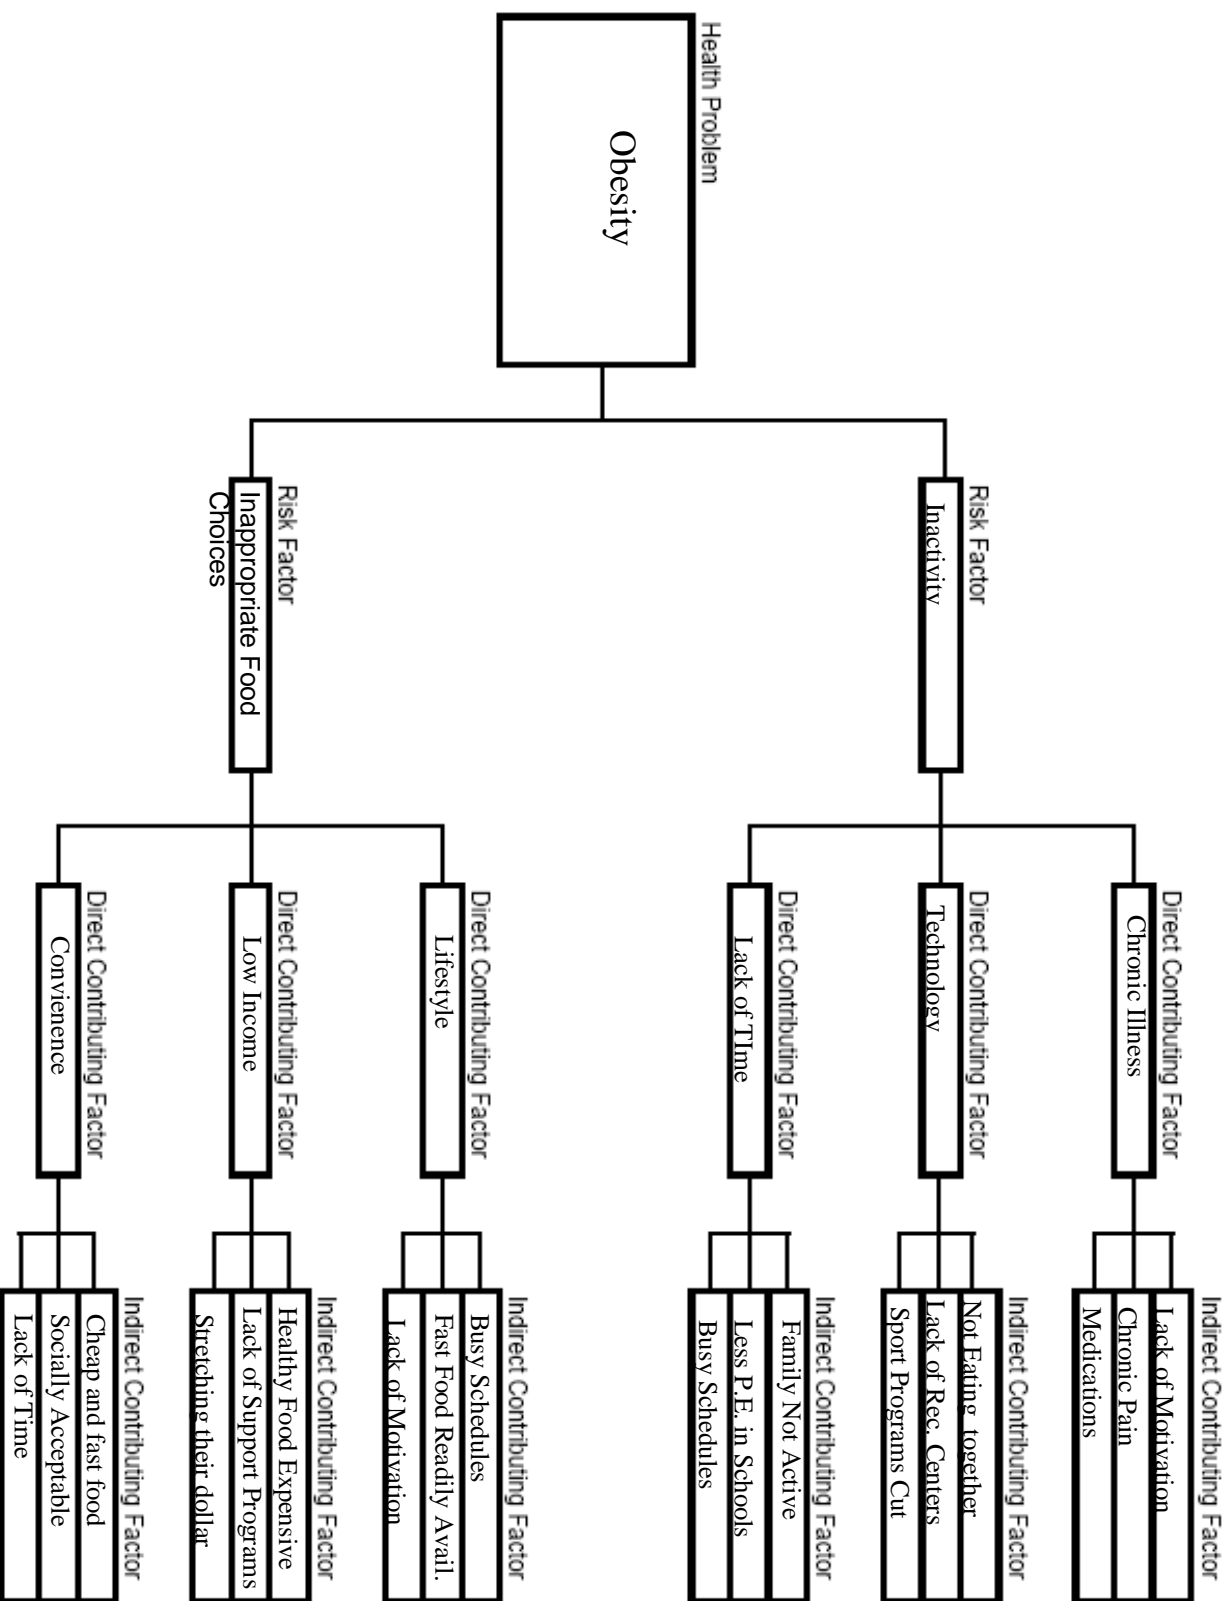 Health Problem
Obesity
Risk Factor
Inactivity
Direct Contributing Factor
Chronic Illness
Indirect Contributing Factor
Lack of Motivation
Chronic Pain
Medications
Direct Contributing Factor
Technology
Indirect Contributing Factor
Not Eating together
Lack of Rec. Centers
Sport Programs Cut
Direct Contributing Factor
Lack of TIme
Indirect Contributing Factor
Family Not Active
Less P.E. in Schools
Busy Schedules
Risk Factor
Inappropriate Food
Choices
Direct Contributing Factor
Lifestyle
Indirect Contributing Factor
Busy Schedules
Fast Food Readily Avail.
Lack of Motivation
Direct Contributing Factor
Low Income
Indirect Contributing Factor
Healthy Food Expensive
Lack of Support Programs
Stretching their dollar
Direct Contributing Factor
Convienence
Indirect Contributing Factor
Cheap and fast food
Socially Acceptable
Lack of Time